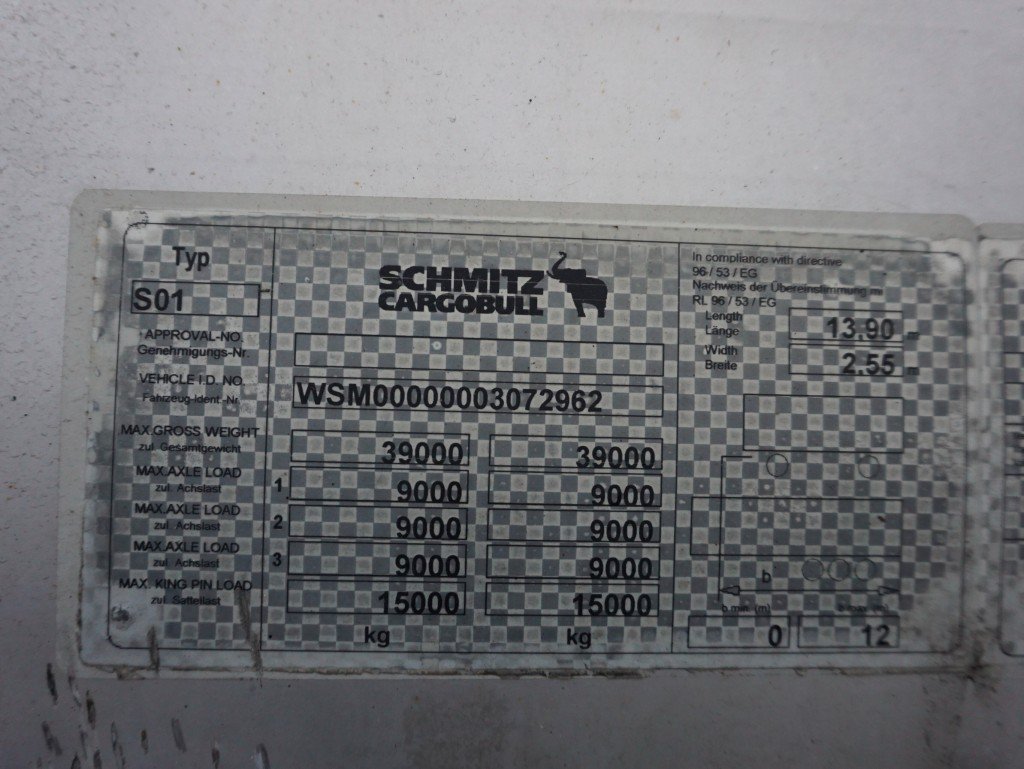 Typ
S01
SCHMITZ
CARGOBULL
APPROVAL-NO.
Genehmigungs-Nr.
VEHICLE I.D. NO.
Fahrzeug-Ident.-Nr.
WSM00000003072962
MAX.GROSS WEIGHT
zul. Gesamtgewicht
39000 39000
MAX.AXLE LOAD
zul. Achslast
1 9000 9000
MAX.AXLE LOAD
zul. Achslast
2 9000 9000
MAX.AXLE LOAD
zul. Achslast
3 9000 9000
MAX. KING PIN LOAD
zul. Sattellast
15000 15000
kg kg
In compliance with directive
96 / 53 / EG
Nachweis der Übereinstimmung mi
RL 96 / 53 / EG
Length
Länge
13,90 m
Width
Breite
2.55 m
b
b min. (m) b max. (m)
0 12